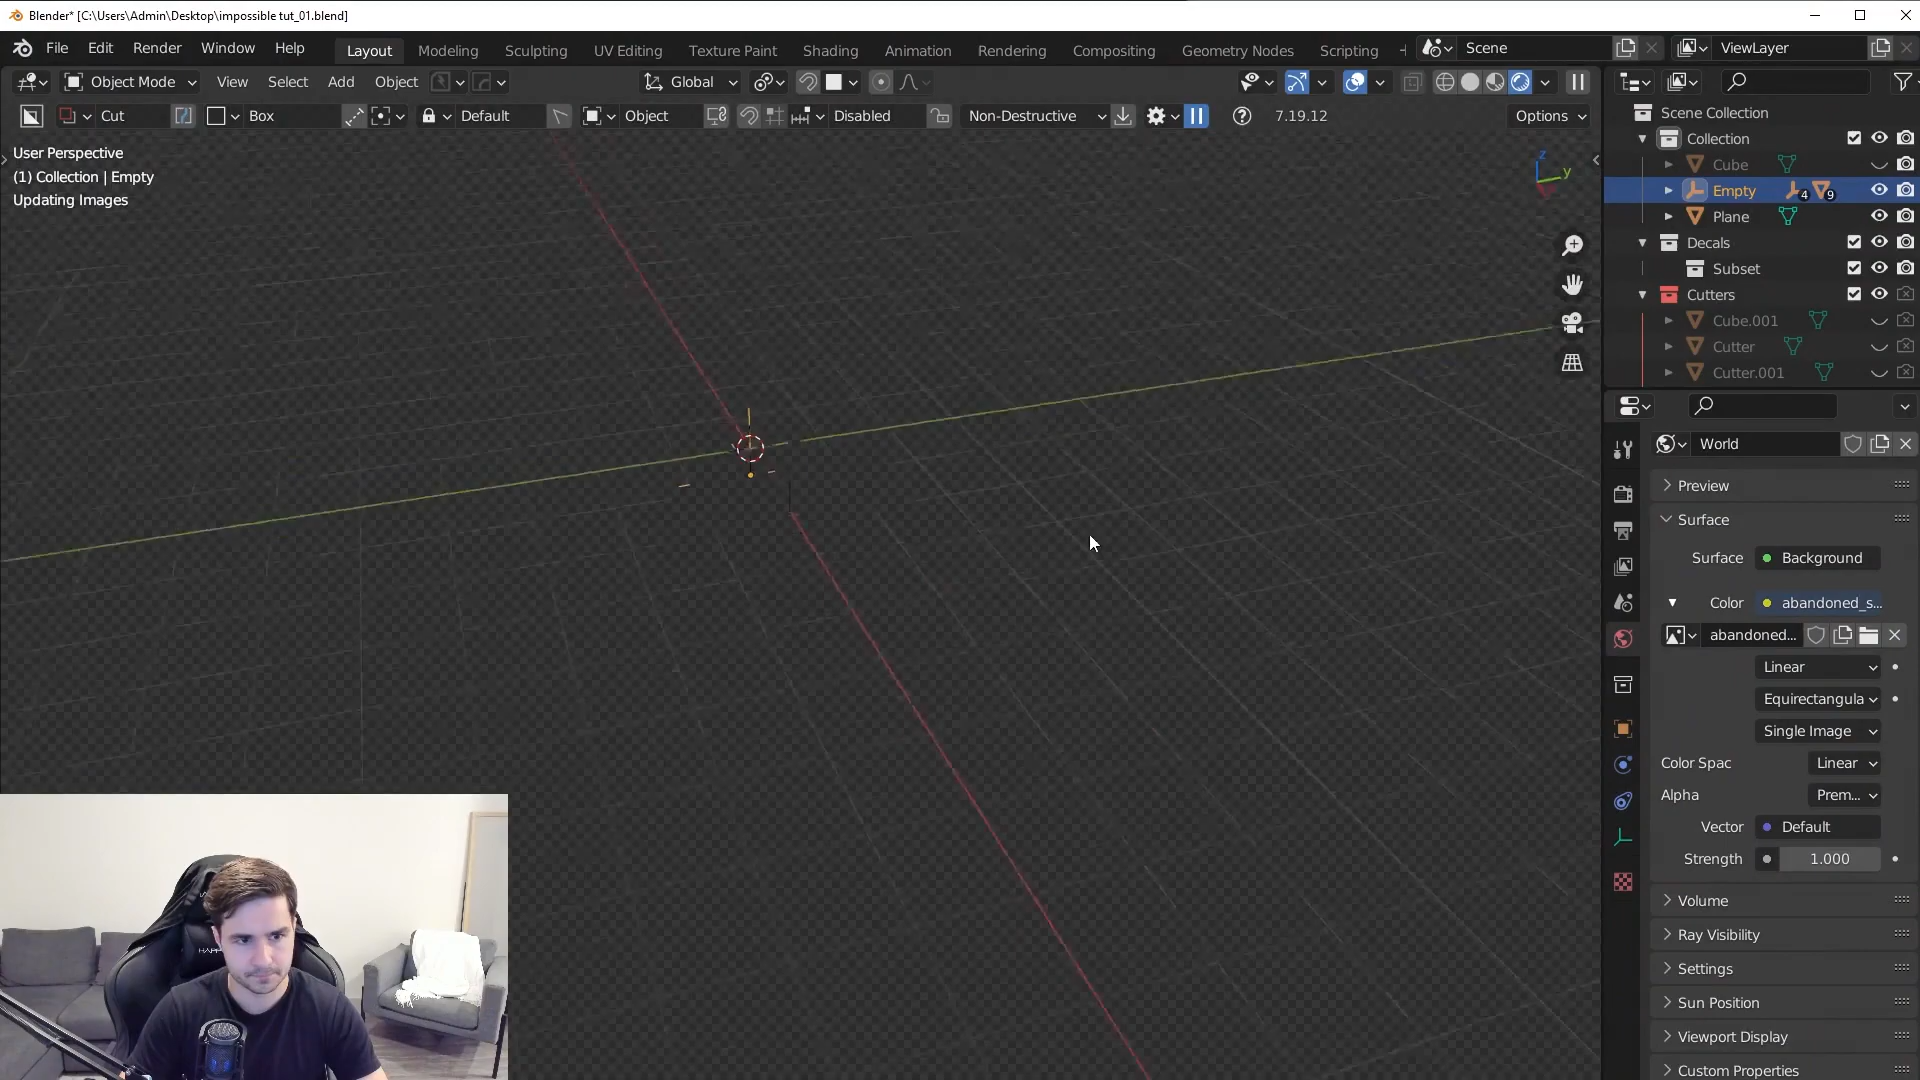 Blender* [C:\Users\Admin\Desktop\impossible tut_01.blend]
File Edit Render Window Help Layout Modeling Sculpting UV Editing Texture Paint Shading Animation Rendering Compositing Geometry Nodes Scripting Scene ViewLayer
Object Mode View Select Add Object Global
Cut Box Default Object Disabled Non-Destructive 7.19.12 Options
User Perspective
(1) Collection | Empty
Updating Images
z
y
Scene Collection
Collection
Cube
Empty 4 9
Plane
Decals
Subset
Cutters
Cube.001
Cutter
Cutter.001
World
Preview
Surface
Surface Background
Color abandoned_s...
abandoned...
Linear
Equirectangula
Single Image
Color Spac Linear
Alpha Prem...
Vector Default
Strength 1.000
Volume
Ray Visibility
Settings
Sun Position
Viewport Display
Custom Properties